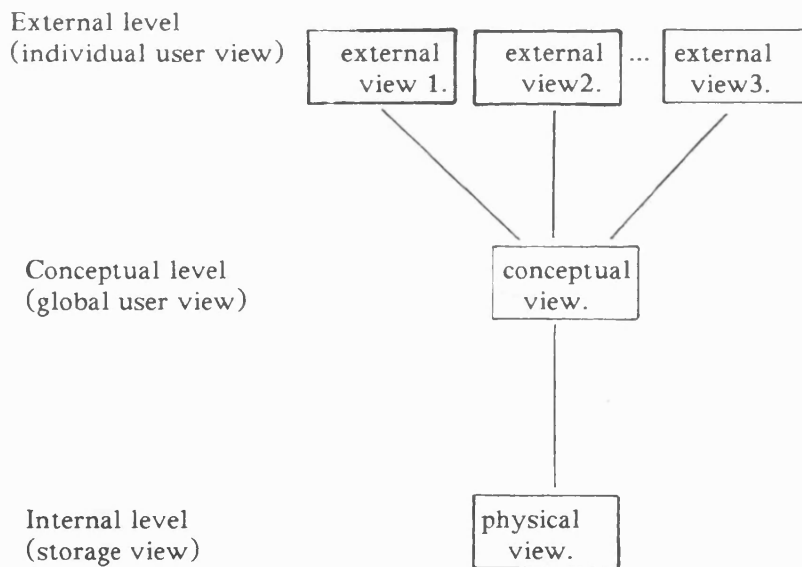 External level
(individual user view)
external
view 1.
external
view2.
...
external
view3.
Conceptual level
(global user view)
conceptual
view.
Internal level
(storage view)
physical
view.